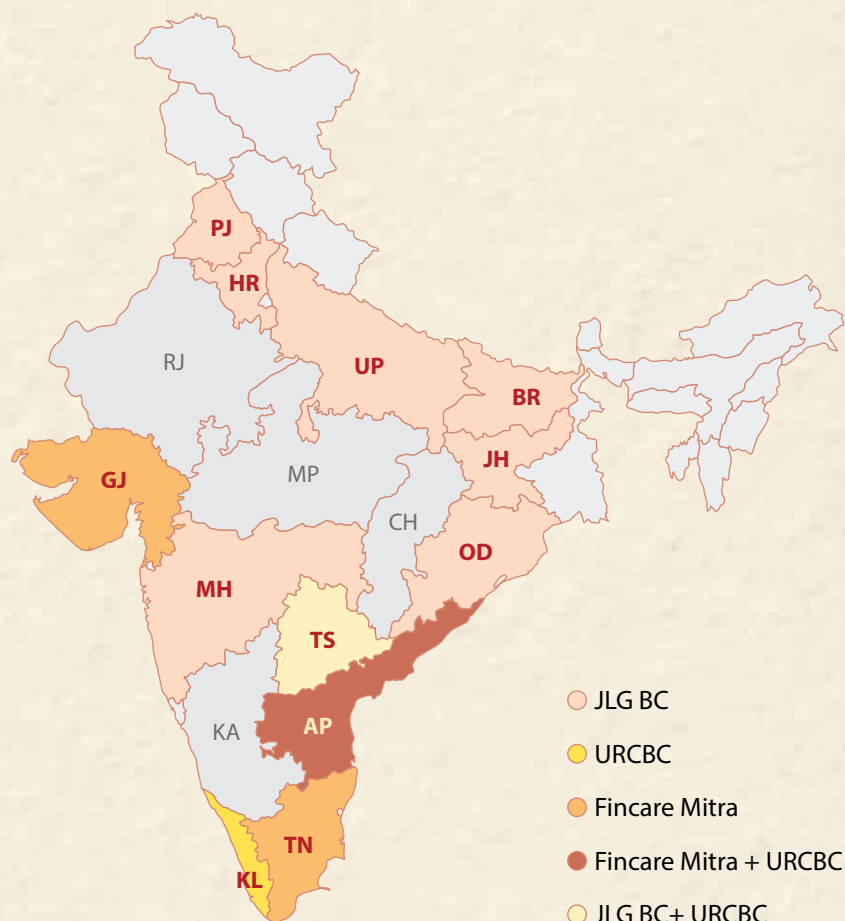 PJ
HR
RJ
UP
BR
GJ
MP
JH
CH
OD
MH
TS
KA
AP
TN
KL
JLG BC
URCBC
Fincare Mitra
Fincare Mitra + URCBC
JLG BC+ URCBC